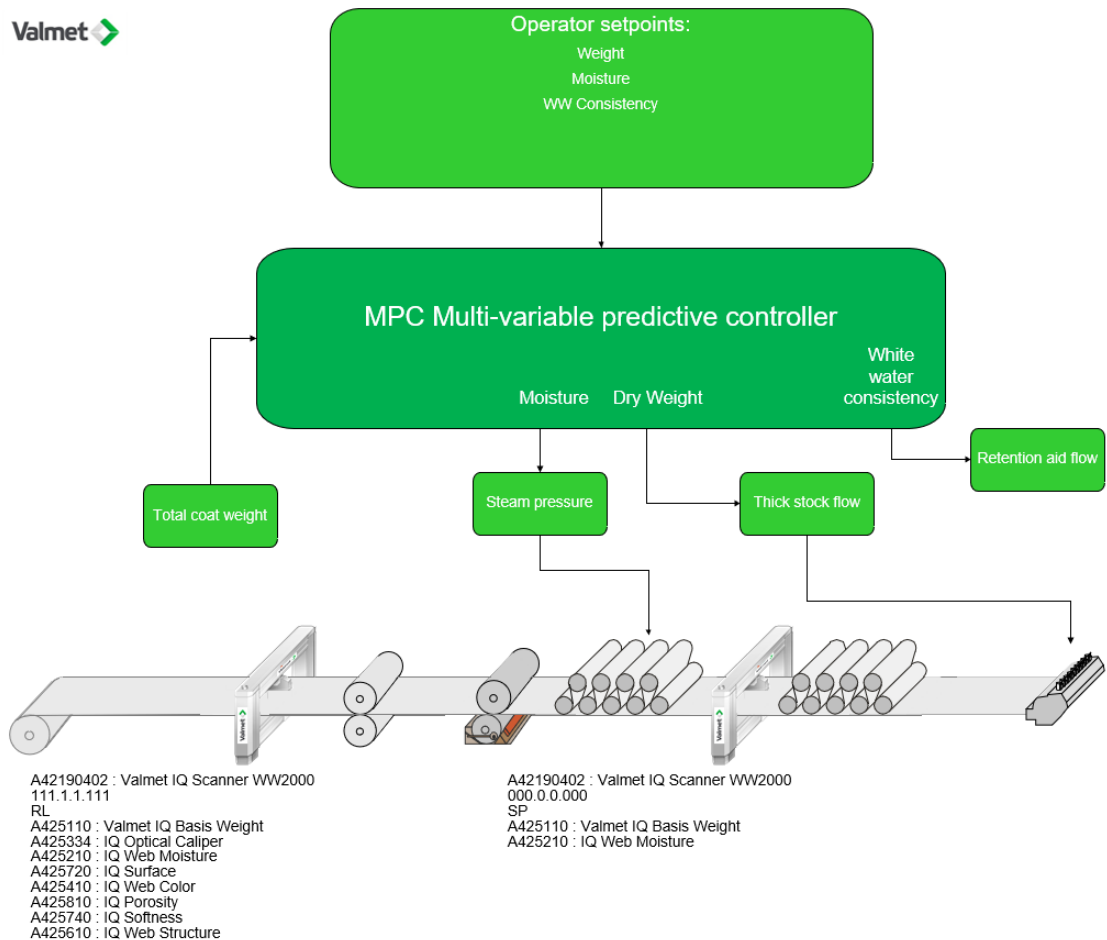 Valmet
Operator setpoints:
Weight
Moisture
WW Consistency
MPC Multi-variable predictive controller
Moisture
Dry Weight
White
water
consistency
Retention aid flow
Steam pressure
Thick stock flow
Total coat weight
Valmet
Valmet
A42190402 : Valmet IQ Scanner WW2000
111.1.1.111
RL
A425110 : Valmet IQ Basis Weight
A425334 : IQ Optical Caliper
A425210 : IQ Web Moisture
A425720 : IQ Surface
A425410 : IQ Web Color
A425810 : IQ Porosity
A425740 : IQ Softness
A425610 : IQ Web Structure
A42190402 : Valmet IQ Scanner WW2000
000.0.0.000
SP
A425110 : Valmet IQ Basis Weight
A425210 : IQ Web Moisture